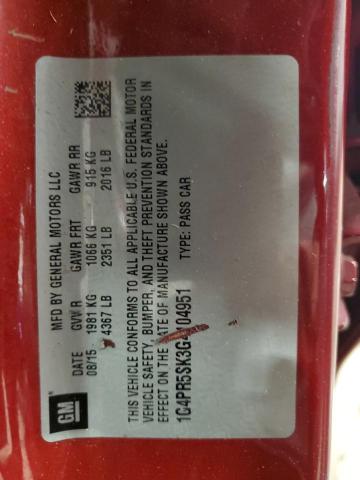 GM
MFD BY GENERAL MOTORS LLC
DATE GVWR GAWR FRT GAWR RR
08/15 1981 KG 1066 KG 915 KG
4367 LB 2351 LB 2016 LB
THIS VEHICLE CONFORMS TO ALL APPLICABLE U.S. FEDERAL MOTOR
VEHICLE SAFETY, BUMPER, AND THEFT PREVENTION STANDARDS IN
EFFECT ON THE DATE OF MANUFACTURE SHOWN ABOVE.
TYPE: PASS CAR